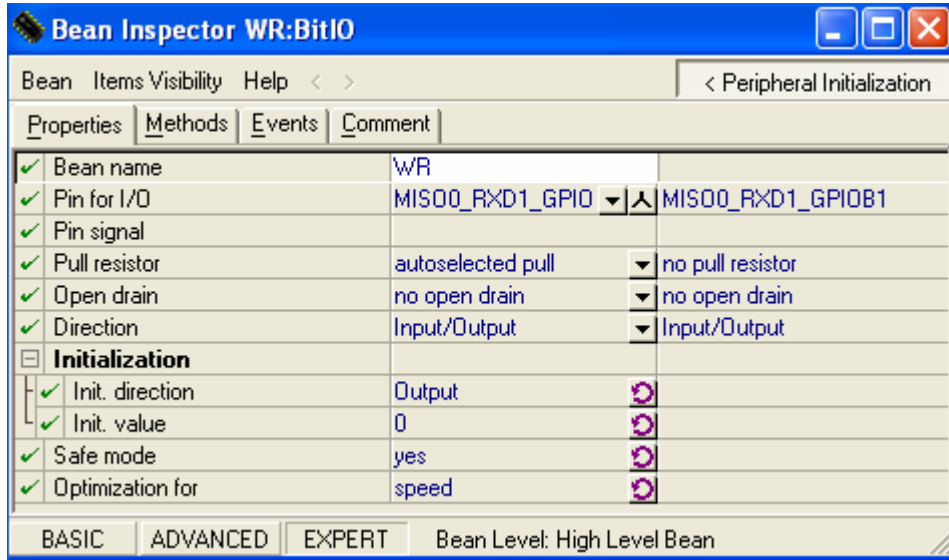 Bean Inspector WR:BitIO
Bean Items Visibility Help < > < Peripheral Initialization
Properties Methods Events Comment
Bean name WR
Pin for I/O MISO0_RXD1_GPIO MISO0_RXD1_GPIOB1
Pin signal
Pull resistor autoselected pull no pull resistor
Open drain no open drain no open drain
Direction Input/Output Input/Output
Initialization
Init. direction Output
Init. value 0
Safe mode yes
Optimization for speed
BASIC ADVANCED EXPERT Bean Level: High Level Bean